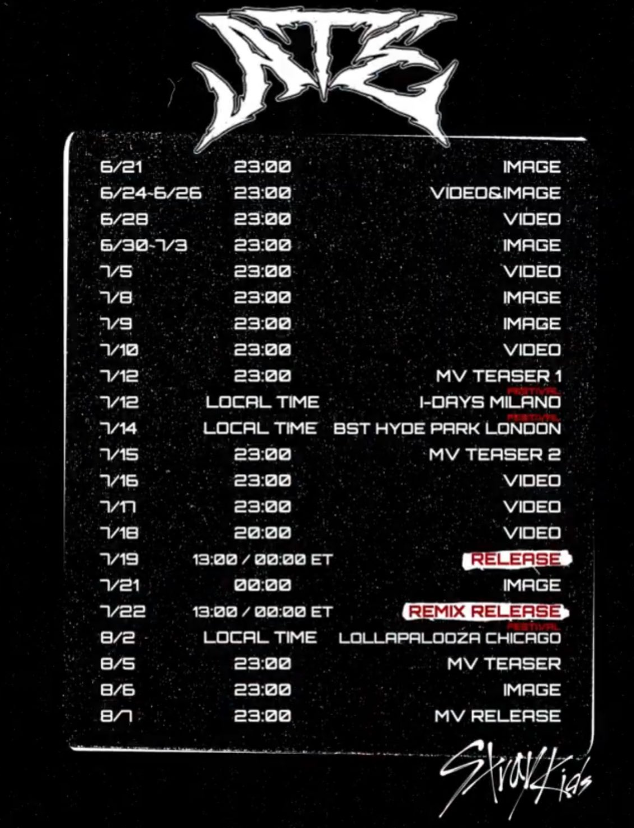 ATE
6/21 23:00 IMAGE
6/24~6/26 23:00 VIDEO&IMAGE
6/28 23:00 VIDEO
6/30~7/3 23:00 IMAGE
7/5 23:00 VIDEO
7/8 23:00 IMAGE
7/9 23:00 IMAGE
7/10 23:00 VIDEO
7/12 23:00 MV TEASER 1
FESTIVAL
7/12 LOCAL TIME I-DAYS MILANO
FESTIVAL
7/14 LOCAL TIME BST HYDE PARK LONDON
7/15 23:00 MV TEASER 2
7/16 23:00 VIDEO
7/17 23:00 VIDEO
7/18 20:00 VIDEO
7/19 13:00 / 00:00 ET RELEASE
7/21 00:00 IMAGE
7/22 13:00 / 00:00 ET REMIX RELEASE
FESTIVAL
8/2 LOCAL TIME LOLLAPALOOZA CHICAGO
8/5 23:00 MV TEASER
8/6 23:00 IMAGE
8/7 23:00 MV RELEASE
Stray Kids